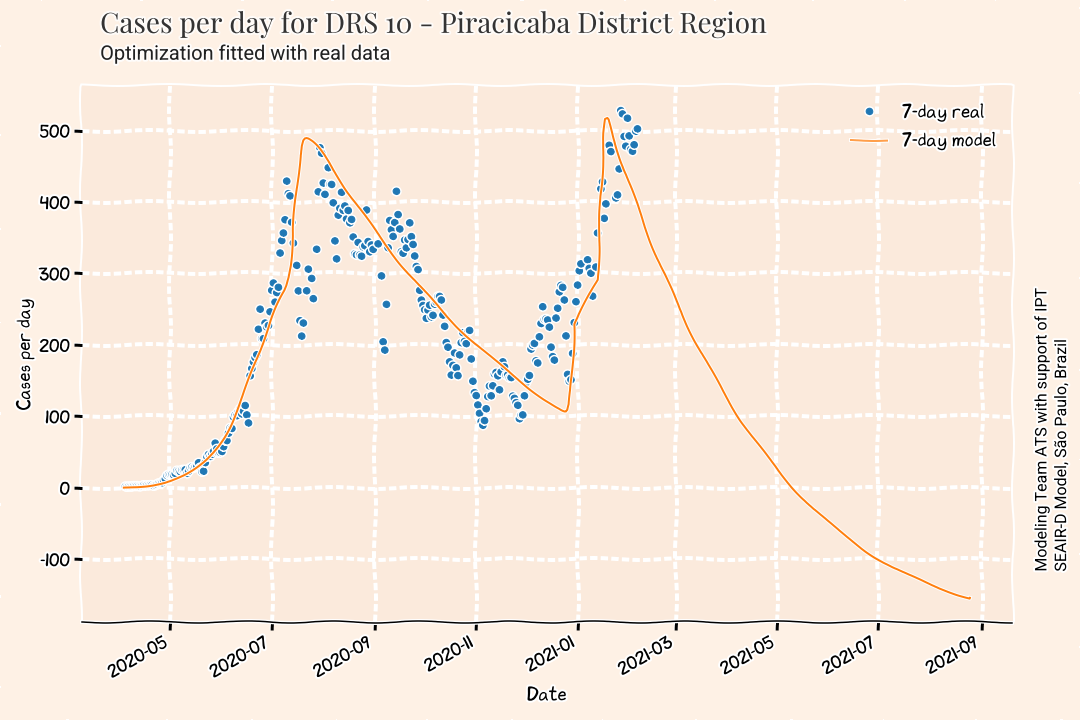 Cases per day for DRS 10 - Piracicaba District Region
Optimization fitted with real data
7-day real
7-day model
500
400
300
200
100
0
-100
Cases per day
2020-05
2020-07
2020-09
2020-11
2021-01
2021-03
2021-05
2021-07
2021-09
Date
Modeling Team ATS with support of IPT
SEAIR-D Model, São Paulo, Brazil